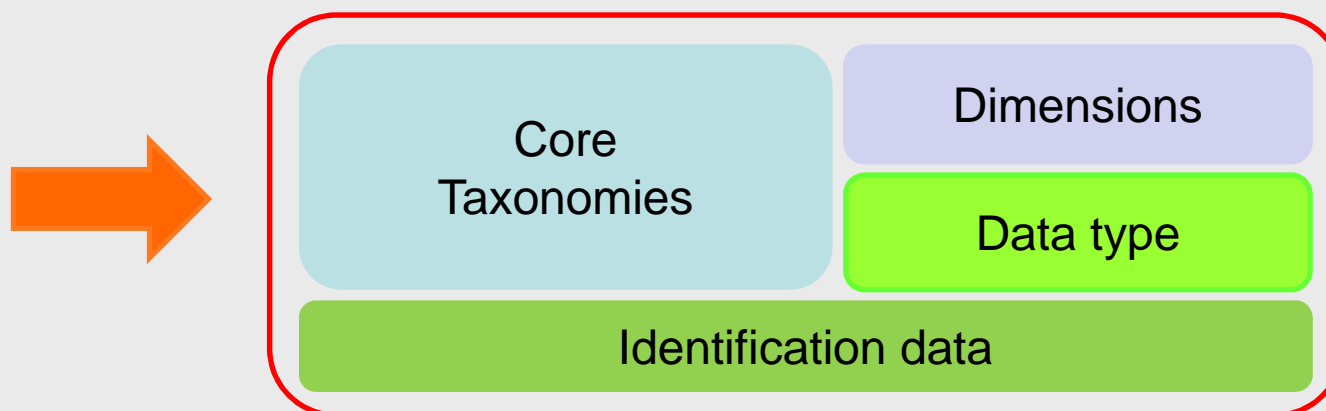 Core
Taxonomies
Dimensions
Data type
Identification data